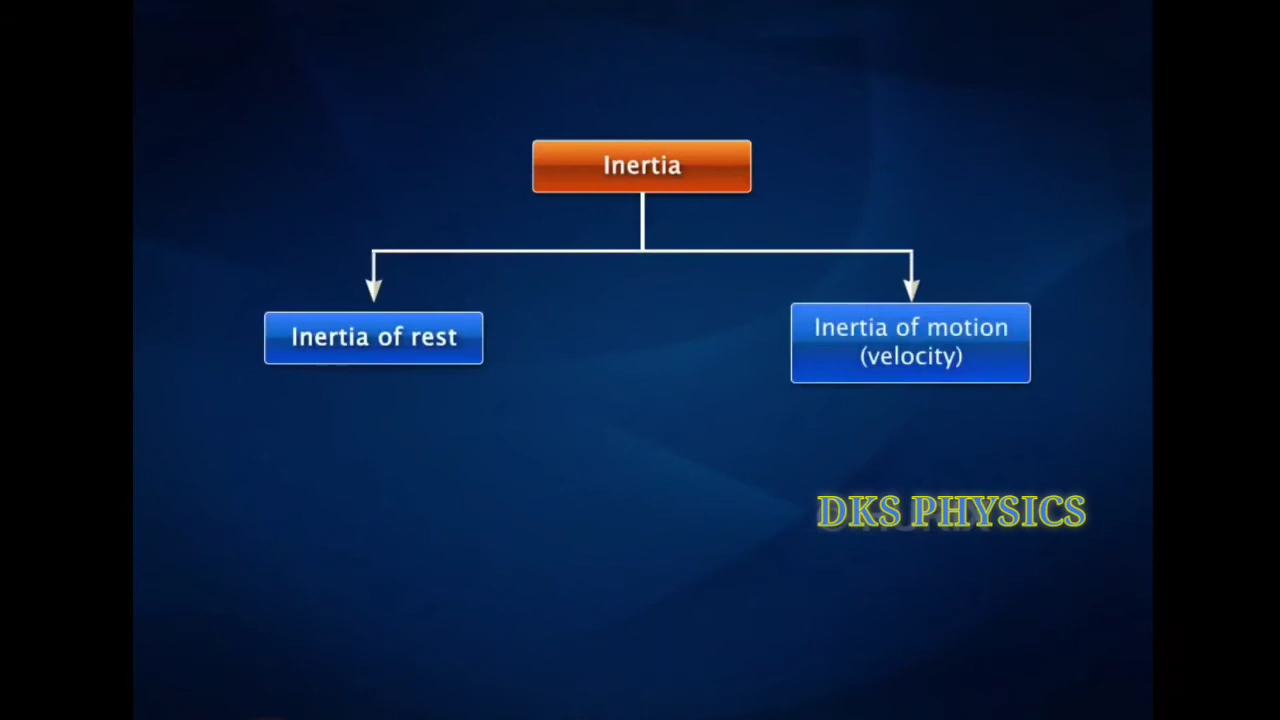 Inertia
Inertia of rest
Inertia of motion
(velocity)
DKS PHYSICS